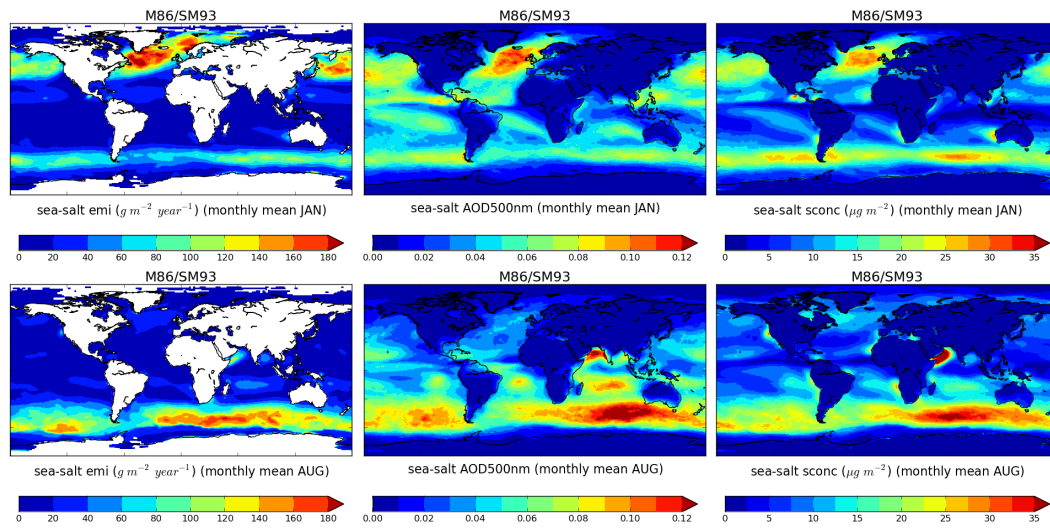 M86/SM93 M86/SM93 M86/SM93
sea-salt emi (g m⁻² year⁻¹) (monthly mean JAN) sea-salt AOD500nm (monthly mean JAN) sea-salt sconc (μg m⁻²) (monthly mean JAN)
0 20 40 60 80 100 120 140 160 180 0.00 0.02 0.04 0.06 0.08 0.10 0.12 0 5 10 15 20 25 30 35
M86/SM93 M86/SM93 M86/SM93
sea-salt emi (g m⁻² year⁻¹) (monthly mean AUG) sea-salt AOD500nm (monthly mean AUG) sea-salt sconc (μg m⁻²) (monthly mean AUG)
0 20 40 60 80 100 120 140 160 180 0.00 0.02 0.04 0.06 0.08 0.10 0.12 0 5 10 15 20 25 30 35